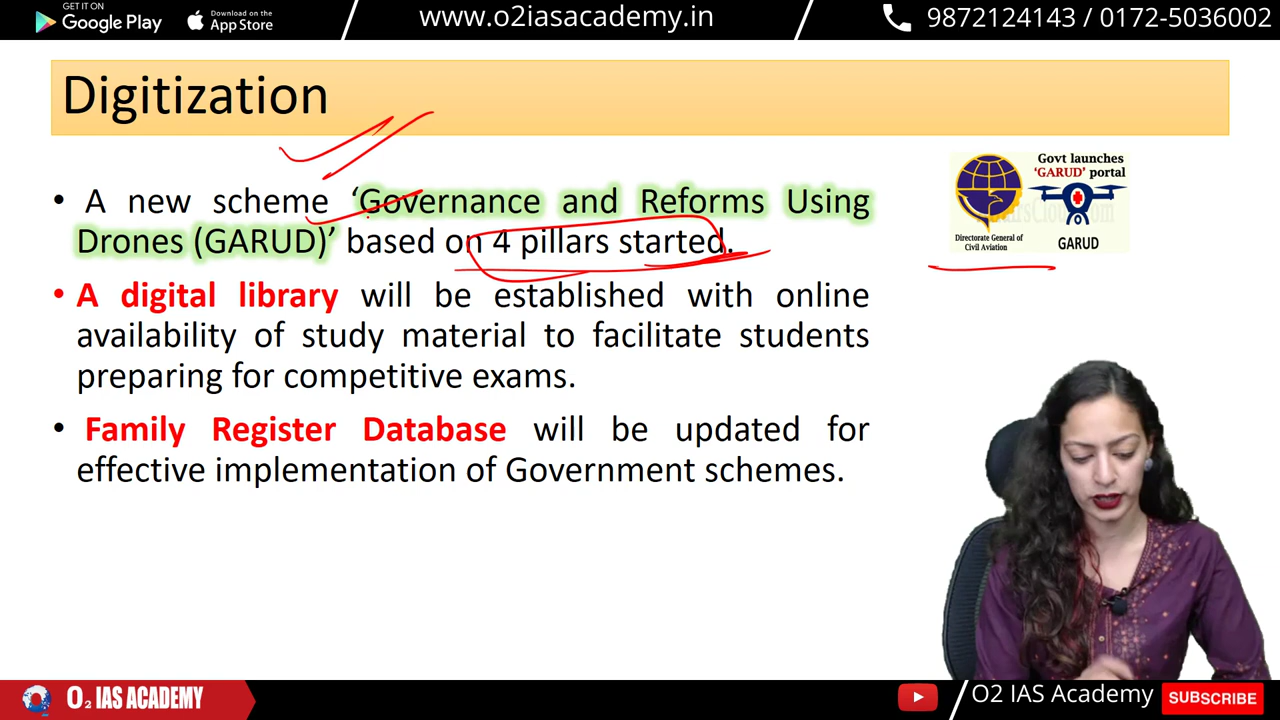 GET IT ON
Google Play
Download on the
App Store
www.o2iasacademy.in
9872124143 / 0172-5036002
Digitization
• A new scheme ‘Governance and Reforms Using
Drones (GARUD)’ based on 4 pillars started.
• A digital library will be established with online
availability of study material to facilitate students
preparing for competitive exams.
• Family Register Database will be updated for
effective implementation of Government schemes.
Govt launches
'GARUD' portal
Directorate General of
Civil Aviation
GARUD
O2 IAS ACADEMY
O2 IAS Academy
SUBSCRIBE